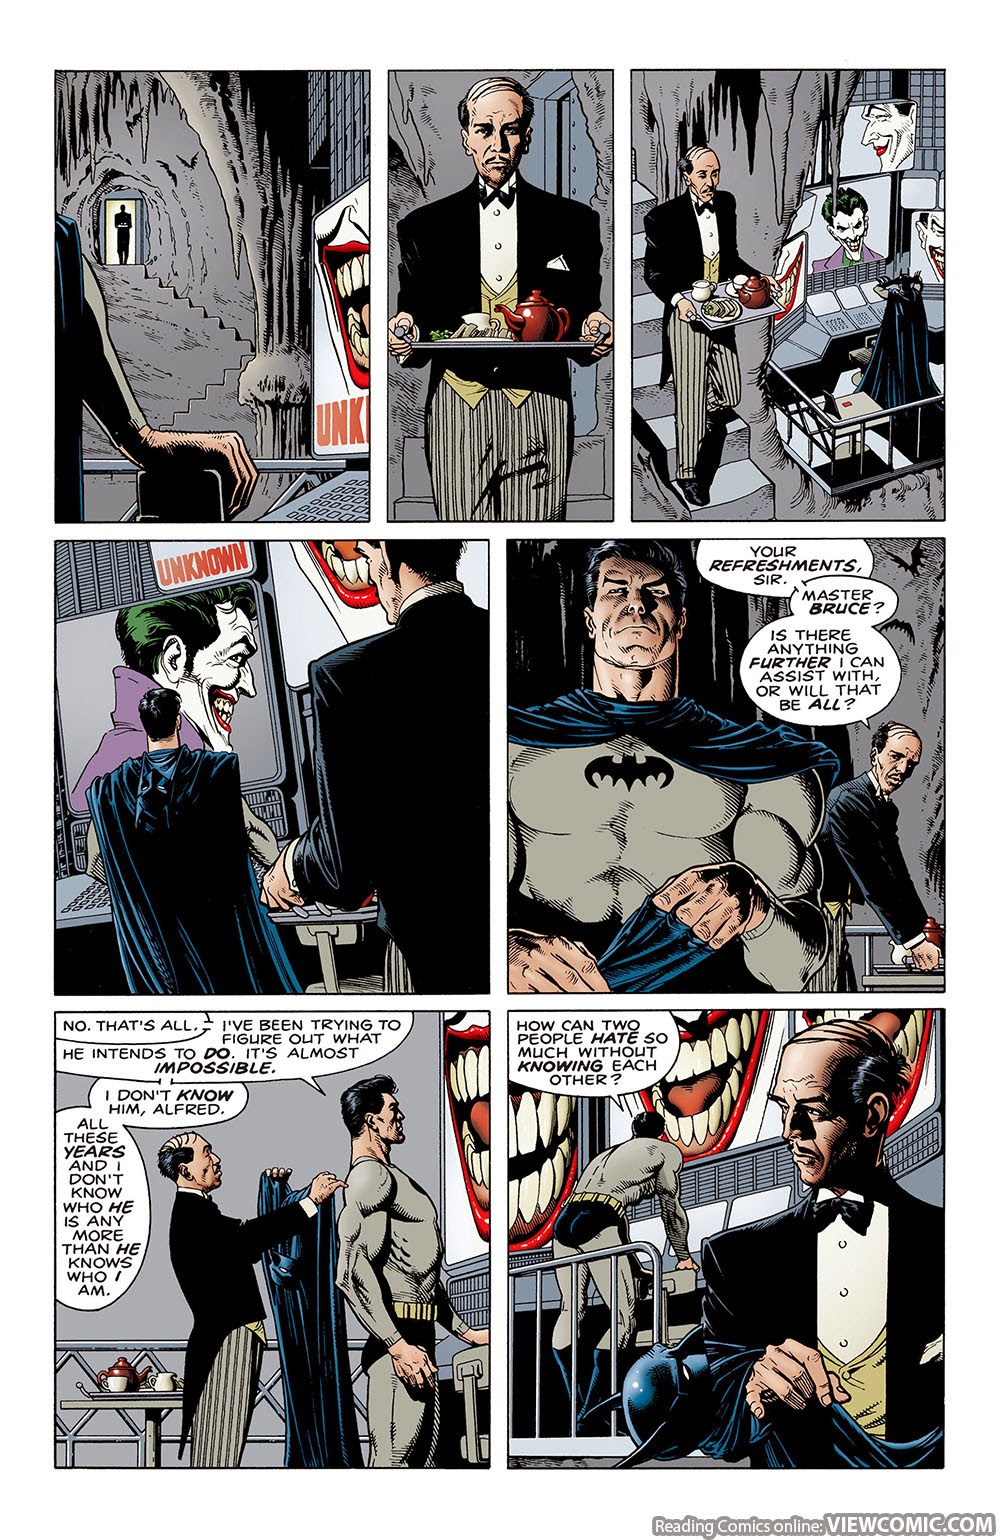 UNK
UNKNOWN
YOUR
REFRESHMENTS,
SIR.
MASTER
BRUCE?
IS THERE
ANYTHING
FURTHER I CAN
ASSIST WITH,
OR WILL THAT
BE ALL?
NO. THAT'S ALL.
I'VE BEEN TRYING TO
FIGURE OUT WHAT
HE INTENDS TO DO. IT'S ALMOST
IMPOSSIBLE.
I DON'T KNOW
HIM, ALFRED.
ALL
THESE
YEARS
AND I
DON'T
KNOW
WHO HE
IS ANY
MORE
THAN HE
KNOWS
WHO I
AM.
HOW CAN TWO
PEOPLE HATE SO
MUCH WITHOUT
KNOWING EACH
OTHER?
Reading Comics online: VIEWCOMIC.COM